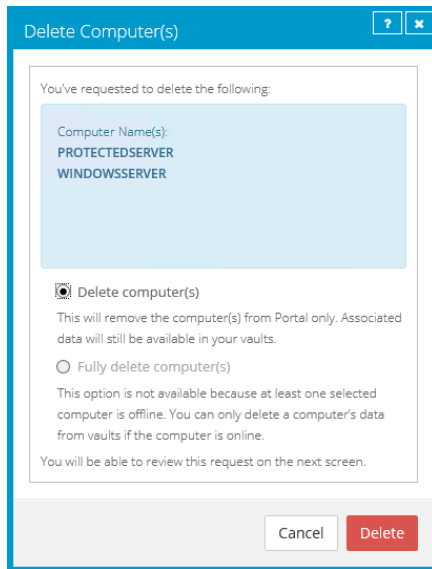 Delete Computer(s)
? ×
You've requested to delete the following:
Computer Name(s):
PROTECTEDSERVER
WINDOWSSERVER
Delete computer(s)
This will remove the computer(s) from Portal only. Associated
data will still be available in your vaults.
Fully delete computer(s)
This option is not available because at least one selected
computer is offline. You can only delete a computer's data
from vaults if the computer is online.
You will be able to review this request on the next screen.
Cancel Delete